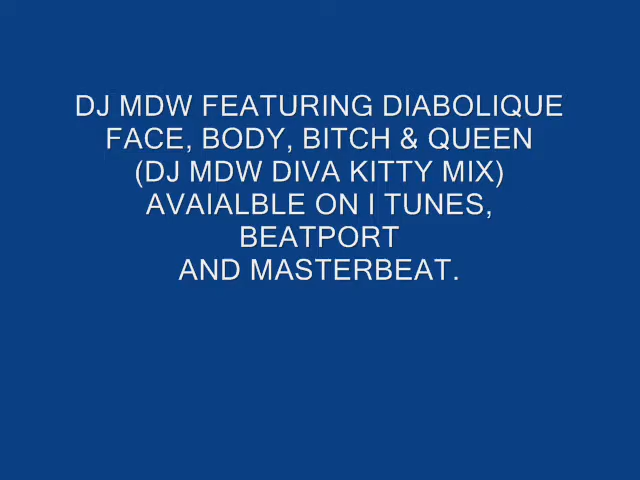 DJ MDW FEATURING DIABOLIQUE
FACE, BODY, BITCH & QUEEN
(DJ MDW DIVA KITTY MIX)
AVAIALBLE ON I TUNES,
BEATPORT
AND MASTERBEAT.